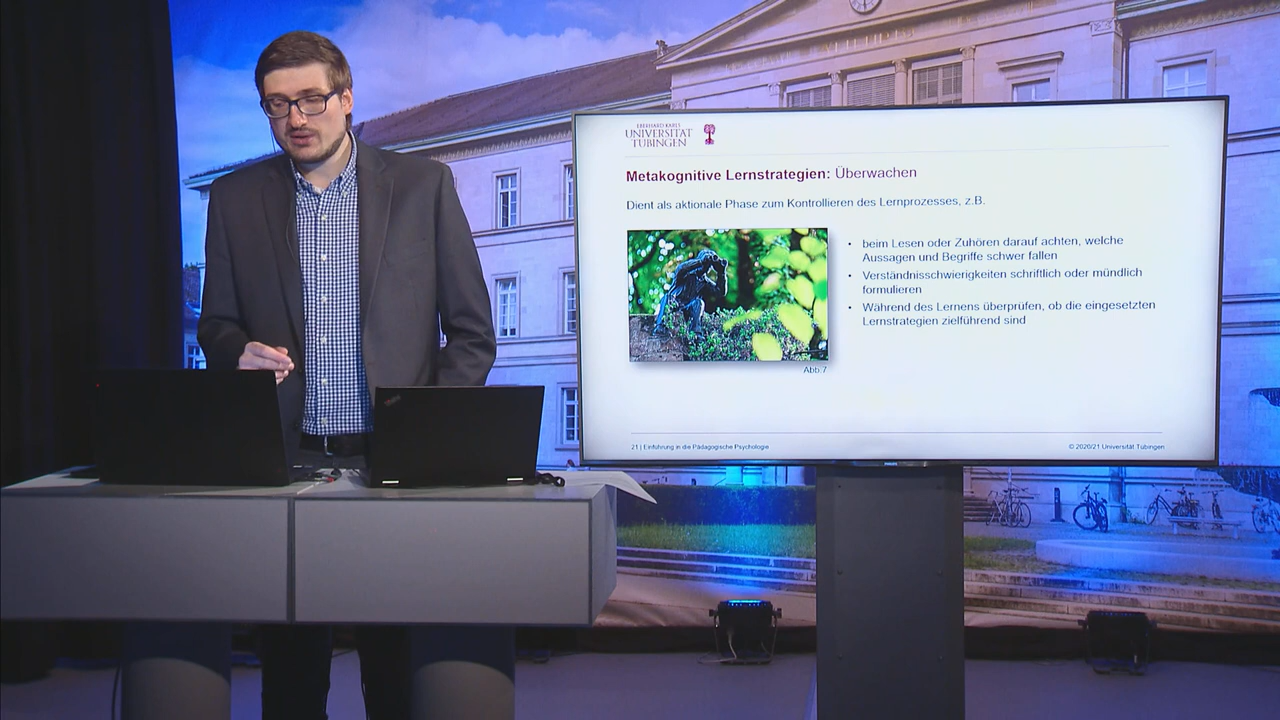 EBERHARD KARLS
UNIVERSITÄT
TÜBINGEN
Metakognitive Lernstrategien: Überwachen
Dient als aktionale Phase zum Kontrollieren des Lernprozesses, z.B.
• beim Lesen oder Zuhören darauf achten, welche
Aussagen und Begriffe schwer fallen
• Verständnisschwierigkeiten schriftlich oder mündlich
formulieren
• Während des Lernens überprüfen, ob die eingesetzten
Lernstrategien zielführend sind
Abb.7
21 | Einführung in die Pädagogische Psychologie
© 2020/21 Universität Tübingen